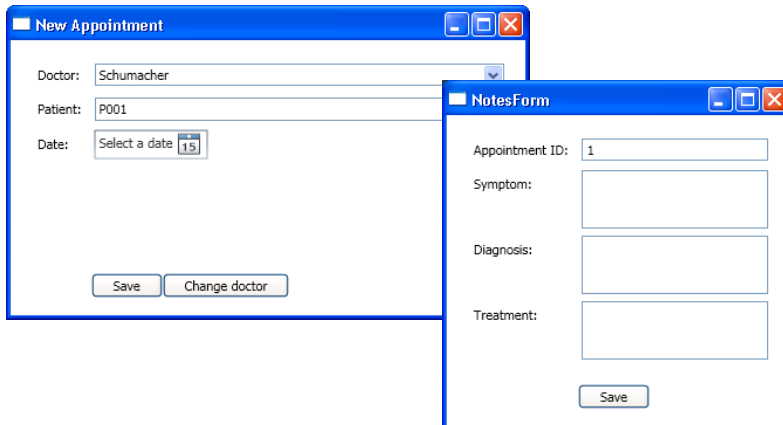 New Appointment
Doctor: Schumacher
Patient: P001
Date: Select a date 15
Save Change doctor
NotesForm
Appointment ID: 1
Symptom:
Diagnosis:
Treatment:
Save